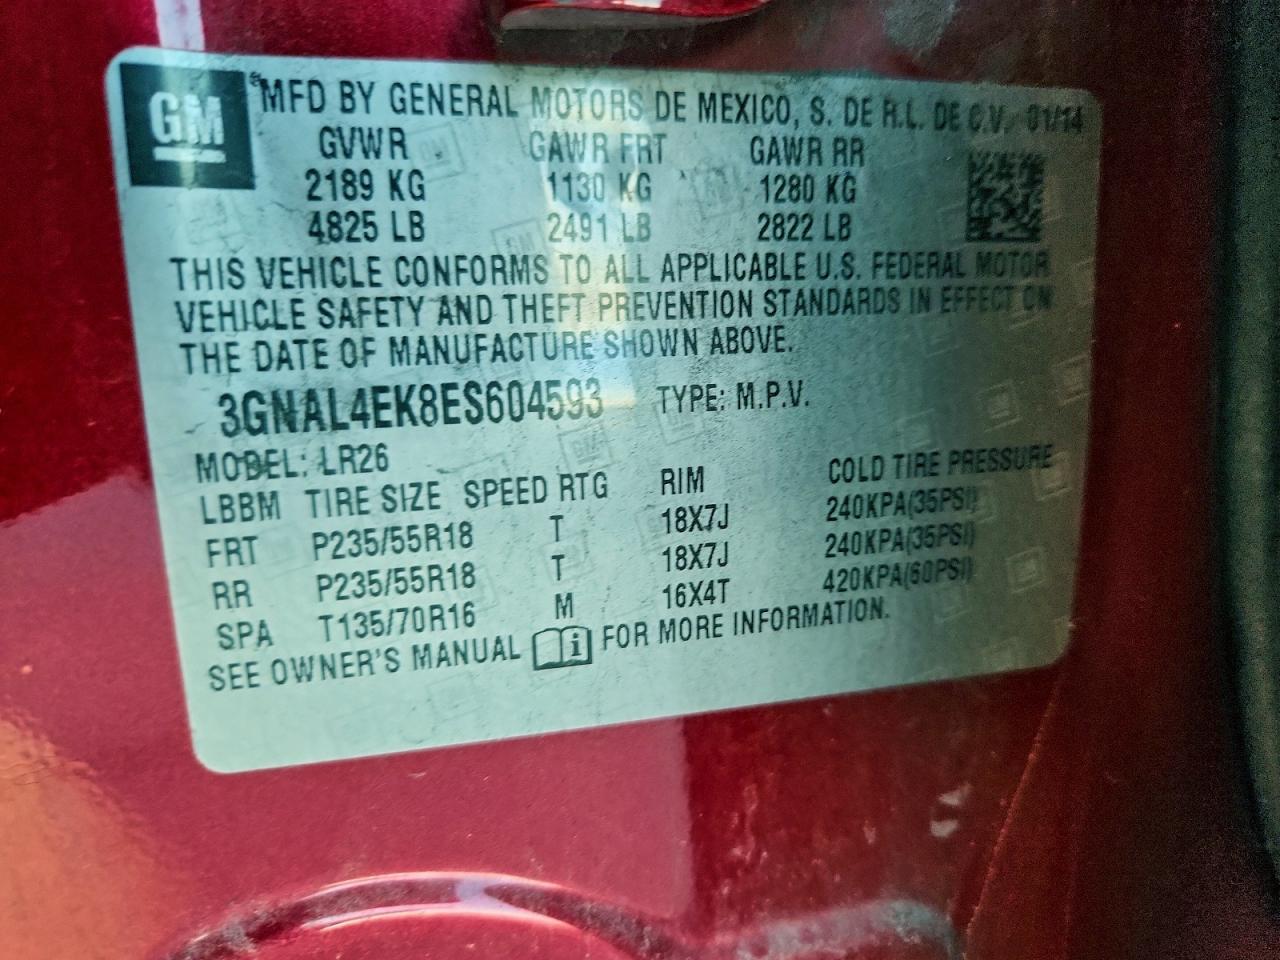 GM
MFD BY GENERAL MOTORS DE MEXICO, S. DE R.L. DE C.V. 01/14
GVWR GAWR FRT GAWR RR
2189 KG 1130 KG 1280 KG
4825 LB 2491 LB 2822 LB
THIS VEHICLE CONFORMS TO ALL APPLICABLE U.S. FEDERAL MOTOR
VEHICLE SAFETY AND THEFT PREVENTION STANDARDS IN EFFECT ON
THE DATE OF MANUFACTURE SHOWN ABOVE.
3GNAL4EK8ES604593 TYPE: M.P.V.
MODEL: LR26
LBBM TIRE SIZE SPEED RTG RIM COLD TIRE PRESSURE
FRT P235/55R18 T 18X7J 240KPA(35PSI)
RR P235/55R18 T 18X7J 240KPA(35PSI)
SPA T135/70R16 M 16X4T 420KPA(60PSI)
SEE OWNER'S MANUAL FOR MORE INFORMATION.